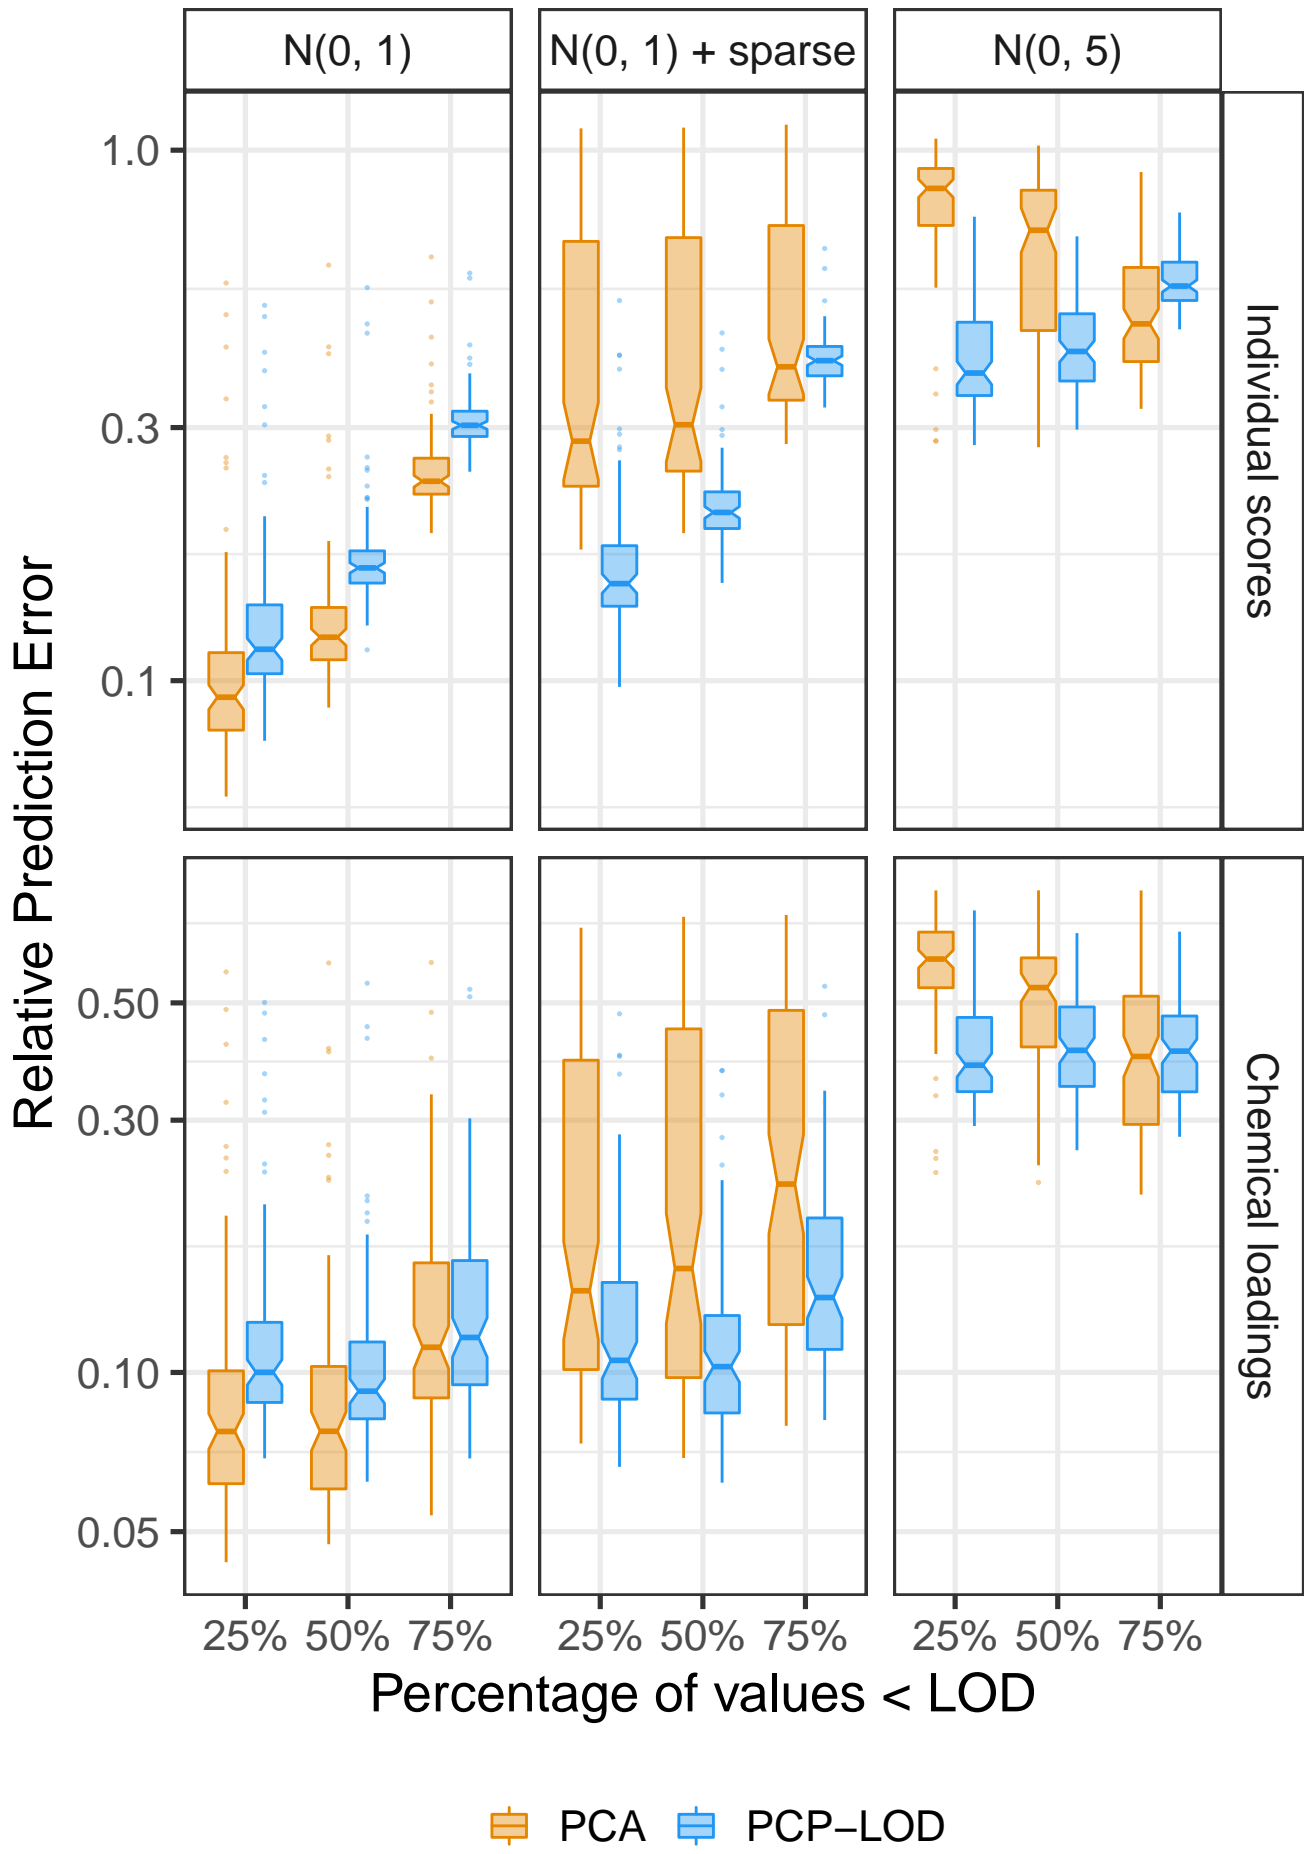 N(0, 1)
N(0, 1) + sparse
N(0, 5)
Relative Prediction Error
1.0
0.3
0.1
Individual scores
0.50
0.30
0.10
0.05
Chemical loadings
25% 50% 75%
25% 50% 75%
25% 50% 75%
Percentage of values < LOD
PCA
PCP−LOD